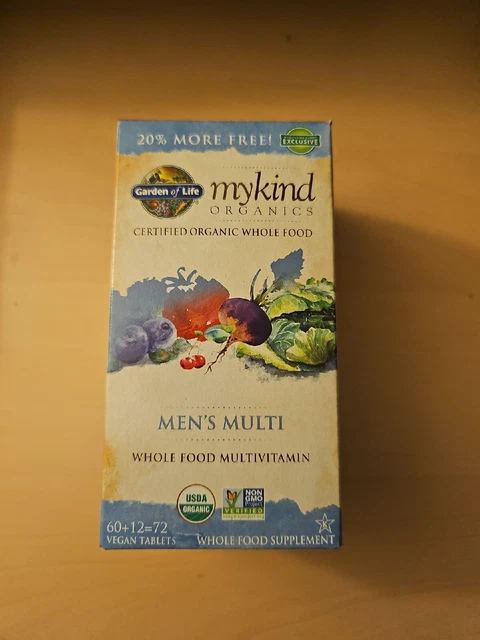 20% MORE FREE!
EXCLUSIVE
Garden of Life
mykind
ORGANICS
CERTIFIED ORGANIC WHOLE FOOD
MEN'S MULTI
WHOLE FOOD MULTIVITAMIN
USDA
ORGANIC
NON
GMO
Project
VERIFIED
60+12=72
VEGAN TABLETS
WHOLE FOOD SUPPLEMENT
K